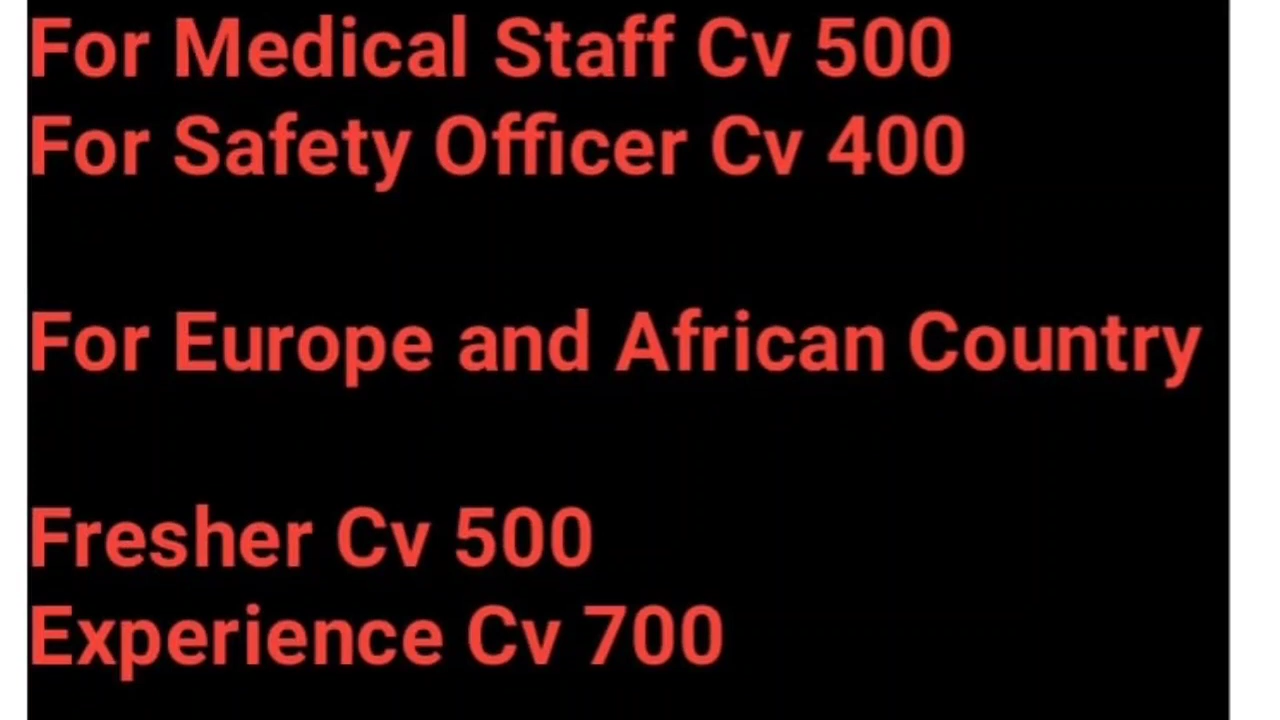 For Medical Staff Cv 500
For Safety Officer Cv 400
For Europe and African Country
Fresher Cv 500
Experience Cv 700